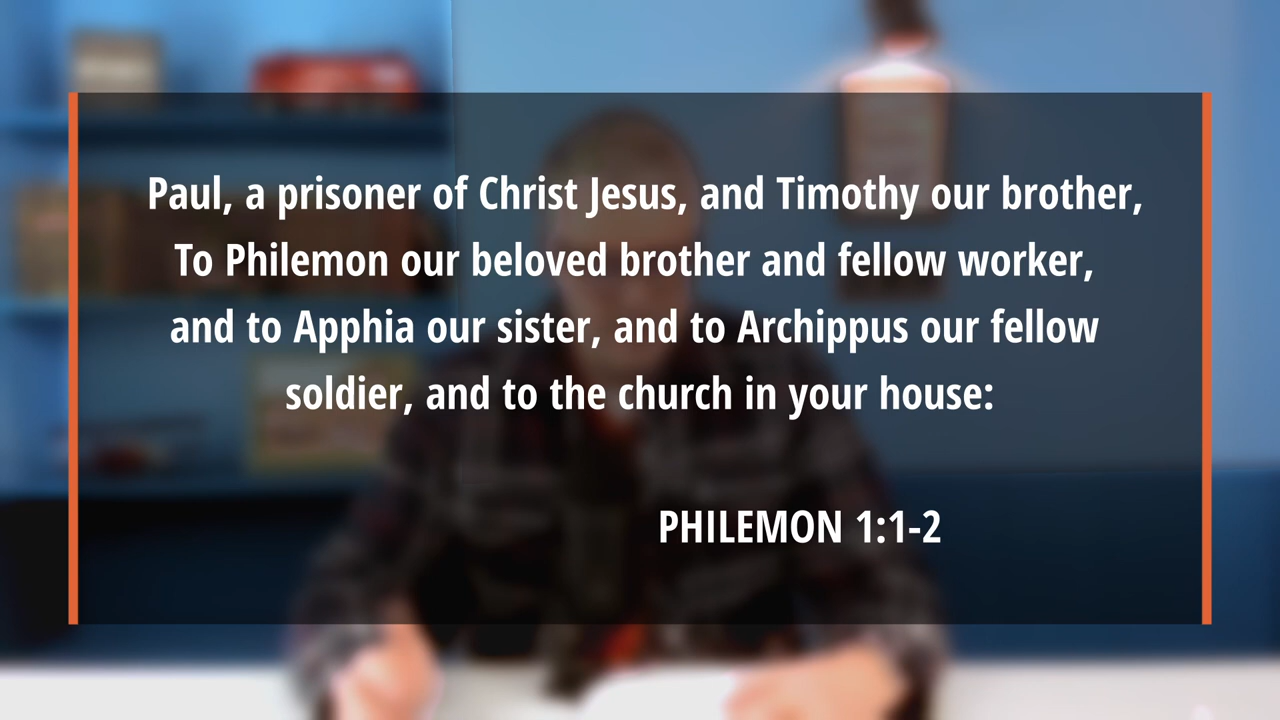 Paul, a prisoner of Christ Jesus, and Timothy our brother,
To Philemon our beloved brother and fellow worker,
and to Apphia our sister, and to Archippus our fellow
soldier, and to the church in your house:
PHILEMON 1:1-2